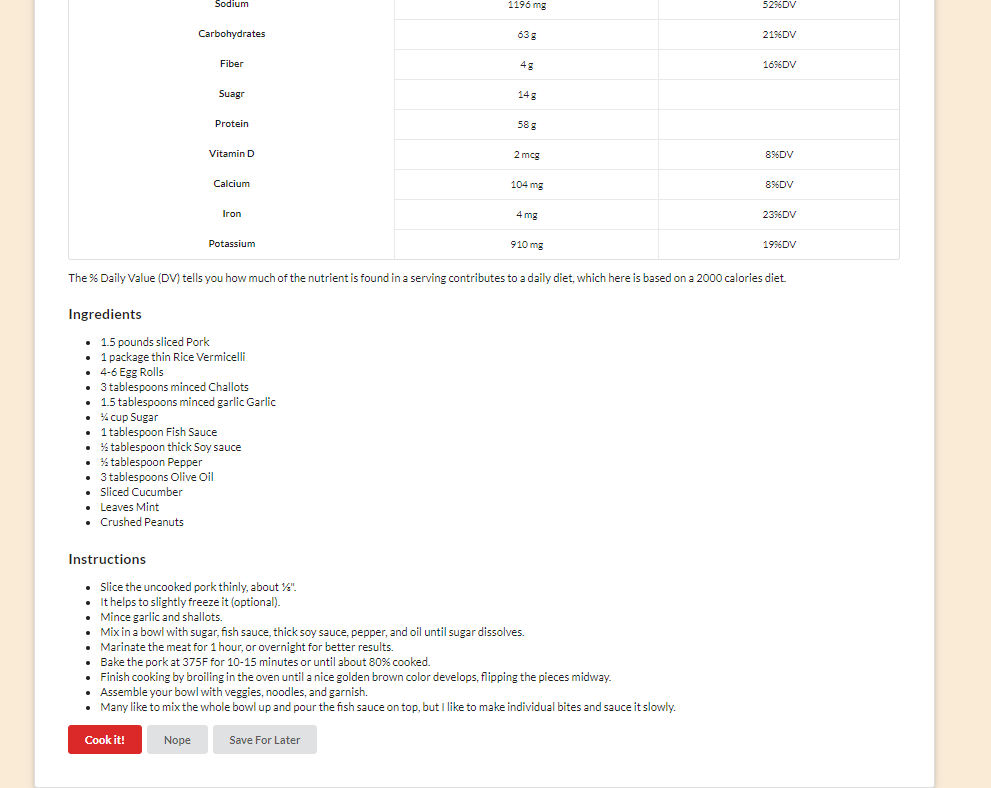 Sodium 1196 mg 52%DV
Carbohydrates 63 g 21%DV
Fiber 4 g 16%DV
Suagr 14 g
Protein 58 g
Vitamin D 2 mcg 8%DV
Calcium 104 mg 8%DV
Iron 4 mg 23%DV
Potassium 910 mg 19%DV
The % Daily Value (DV) tells you how much of the nutrient is found in a serving contributes to a daily diet, which here is based on a 2000 calories diet.
Ingredients
1.5 pounds sliced Pork
1 package thin Rice Vermicelli
4-6 Egg Rolls
3 tablespoons minced Challots
1.5 tablespoons minced garlic Garlic
¼ cup Sugar
1 tablespoon Fish Sauce
½ tablespoon thick Soy sauce
½ tablespoon Pepper
3 tablespoons Olive Oil
Sliced Cucumber
Leaves Mint
Crushed Peanuts
Instructions
Slice the uncooked pork thinly, about ⅛".
It helps to slightly freeze it (optional).
Mince garlic and shallots.
Mix in a bowl with sugar, fish sauce, thick soy sauce, pepper, and oil until sugar dissolves.
Marinate the meat for 1 hour, or overnight for better results.
Bake the pork at 375F for 10-15 minutes or until about 80% cooked.
Finish cooking by broiling in the oven until a nice golden brown color develops, flipping the pieces midway.
Assemble your bowl with veggies, noodles, and garnish.
Many like to mix the whole bowl up and pour the fish sauce on top, but I like to make individual bites and sauce it slowly.
Cook it! Nope Save For Later